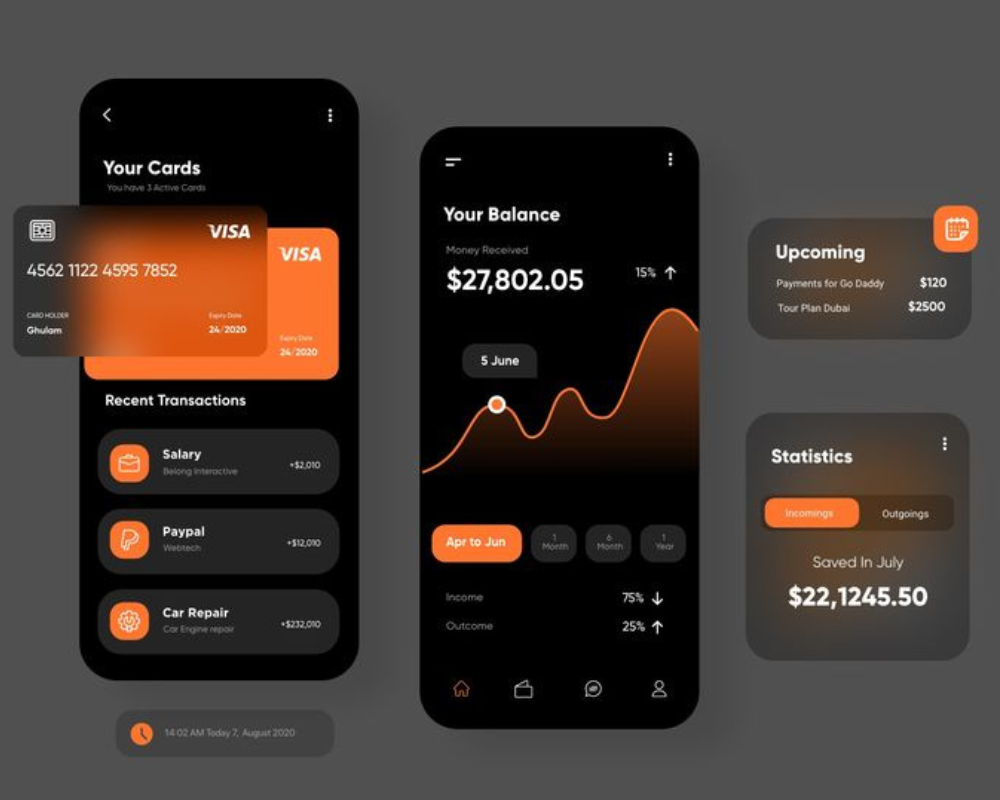 Your Cards
You have 3 Active Cards
VISA
4562 1122 4595 7852
CARD HOLDER
Ghulam
Expiry Date
24/2020
VISA
Expiry Date
24/2020
Recent Transactions
Salary
Belong Interactive
+$2,010
Paypal
Webtech
+$12,010
Car Repair
Car Engine repair
+$232,010
14:02 AM Today 7, August 2020
Your Balance
Money Received
$27,802.05
15%
5 June
Apr to Jun
1
Month
6
Month
1
Year
Income
75%
Outcome
25%
Upcoming
Payments for Go Daddy
$120
Tour Plan Dubai
$2500
Statistics
Incomings
Outgoings
Saved In July
$22,1245.50